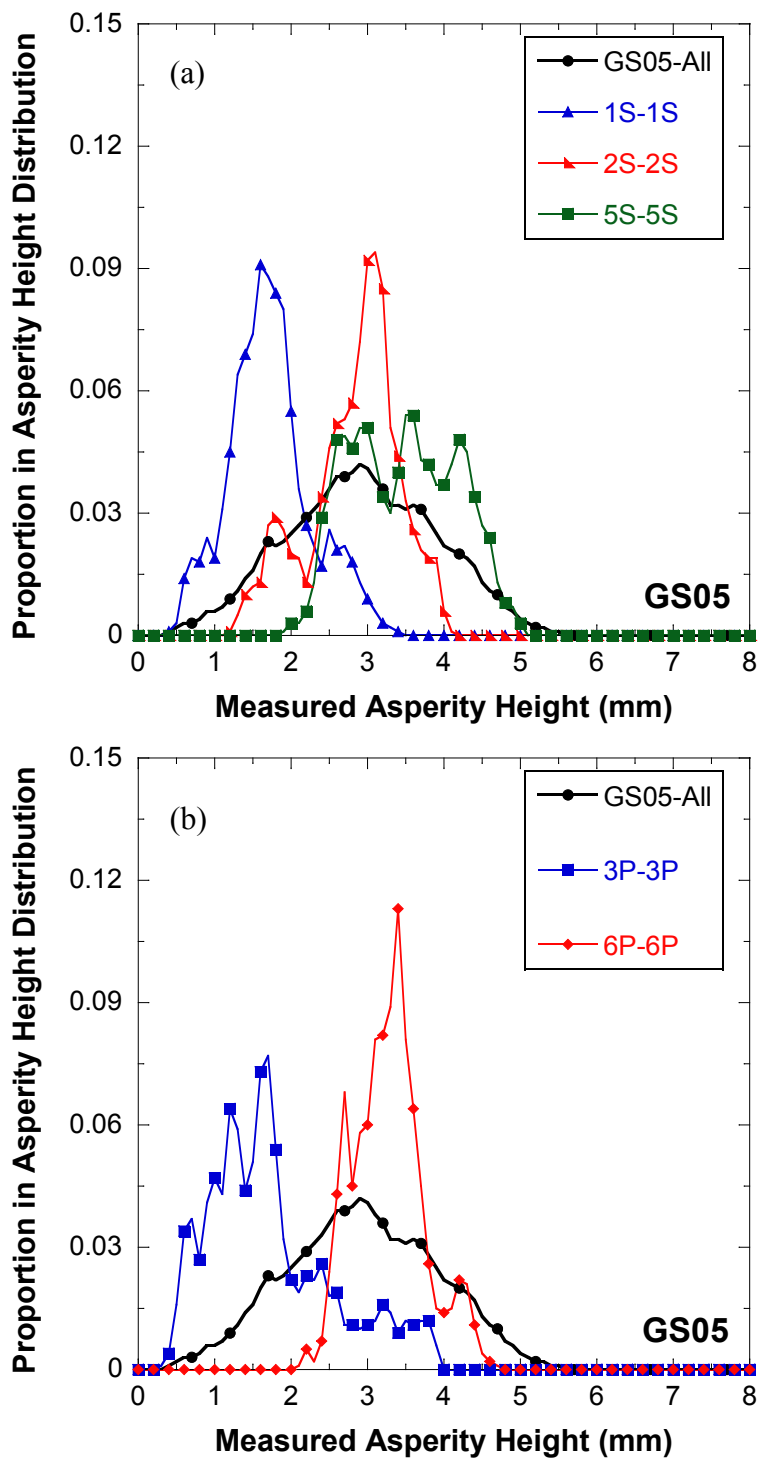 0.15
0.12
0.09
0.06
0.03
0
Proportion in Asperity Height Distribution
(a)
GS05-All
1S-1S
2S-2S
5S-5S
GS05
0 1 2 3 4 5 6 7 8
Measured Asperity Height (mm)
0.15
0.12
0.09
0.06
0.03
0
Proportion in Asperity Height Distribution
(b)
GS05-All
3P-3P
6P-6P
GS05
0 1 2 3 4 5 6 7 8
Measured Asperity Height (mm)